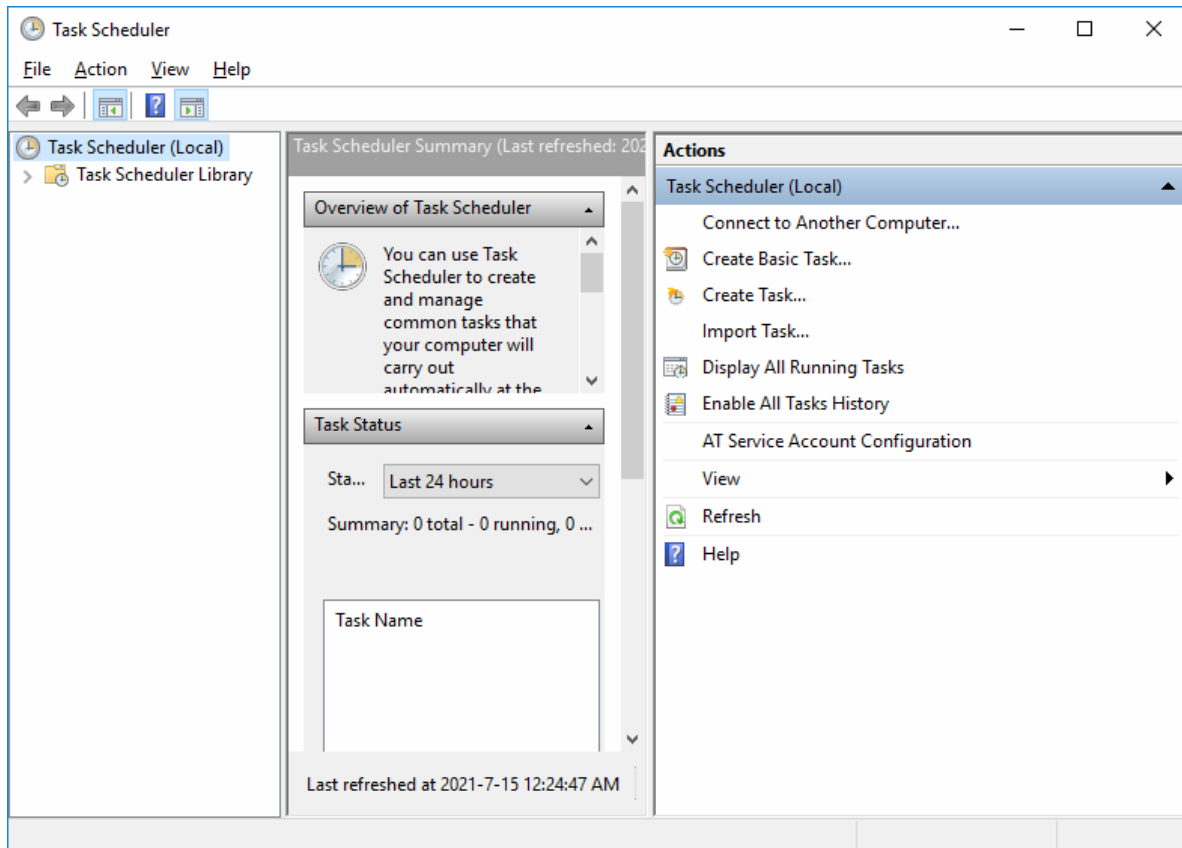 Task Scheduler
File Action View Help
Task Scheduler (Local)
Task Scheduler Library
Task Scheduler Summary (Last refreshed: 202
Overview of Task Scheduler
You can use Task
Scheduler to create
and manage
common tasks that
your computer will
carry out
automatically at the
Task Status
Sta... Last 24 hours
Summary: 0 total - 0 running, 0 ...
Task Name
Last refreshed at 2021-7-15 12:24:47 AM
Actions
Task Scheduler (Local)
Connect to Another Computer...
Create Basic Task...
Create Task...
Import Task...
Display All Running Tasks
Enable All Tasks History
AT Service Account Configuration
View
Refresh
Help